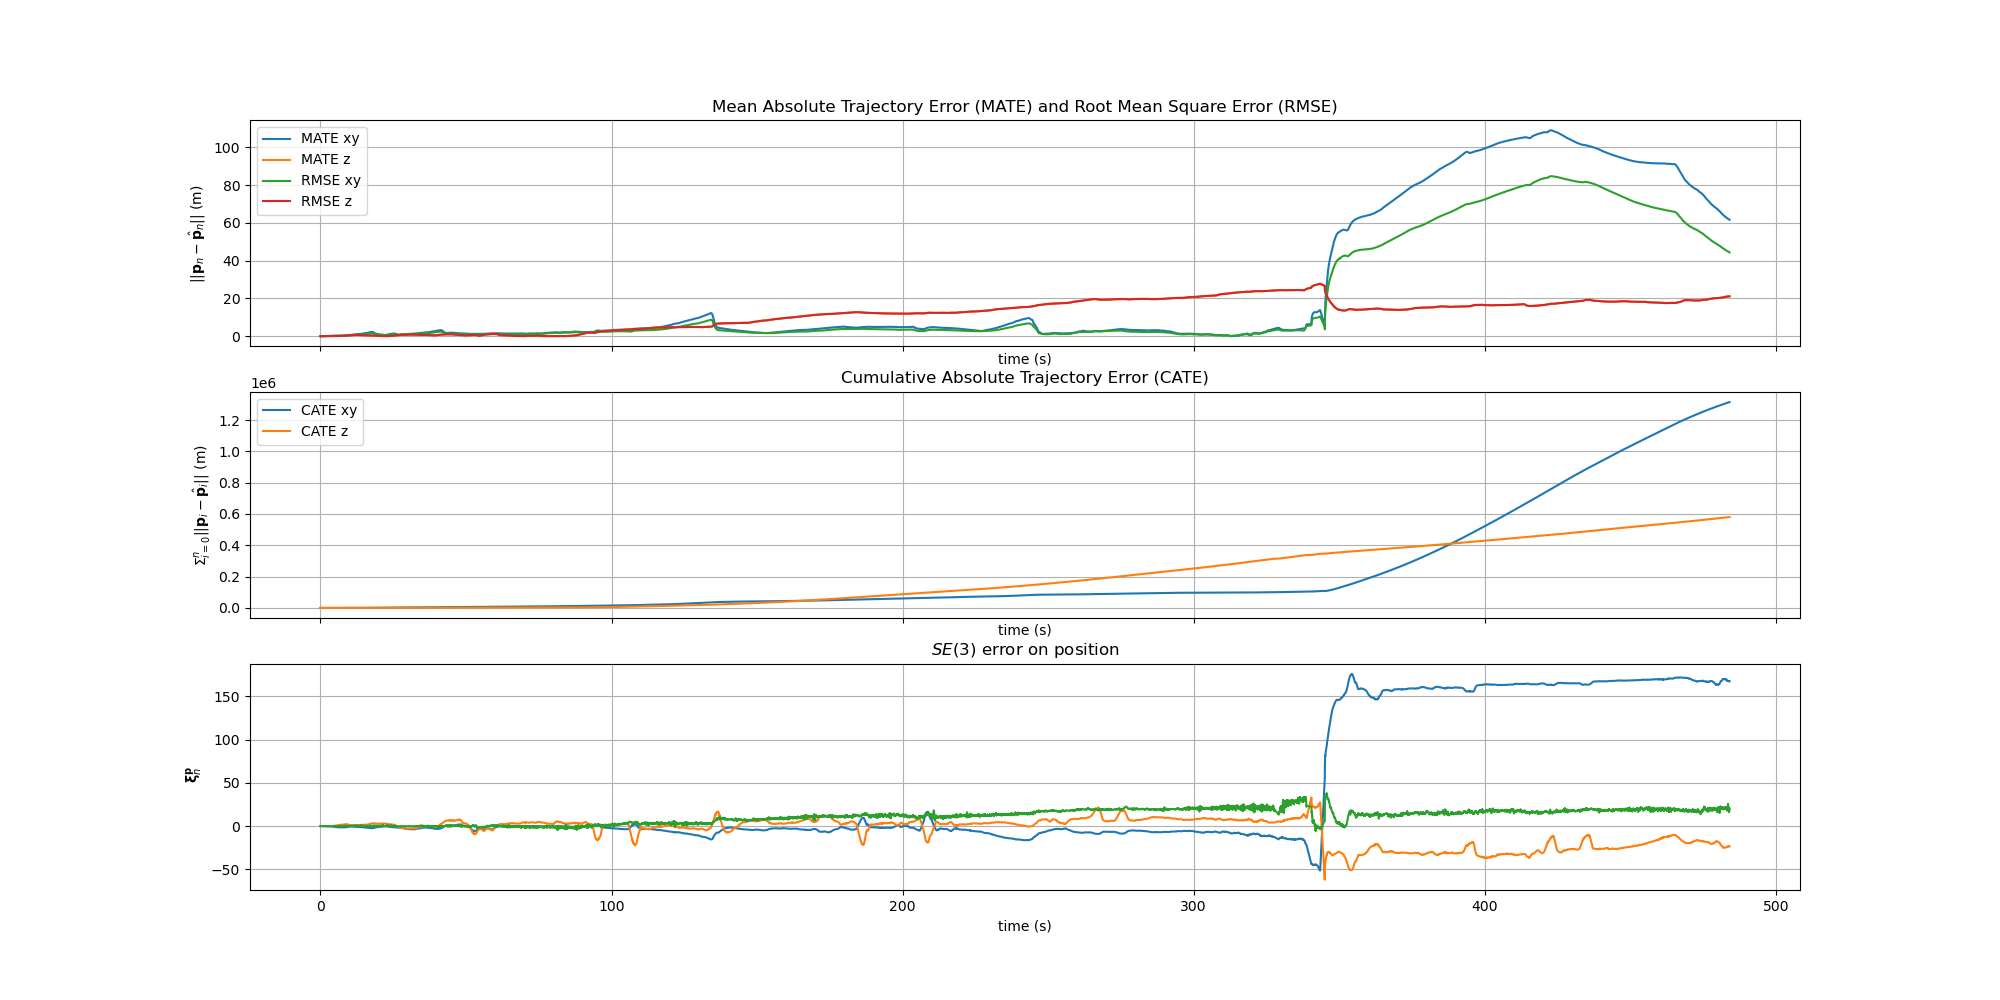 Mean Absolute Trajectory Error (MATE) and Root Mean Square Error (RMSE)
MATE xy
MATE z
RMSE xy
RMSE z
||𝐩ₙ − 𝐩̂ₙ|| (m)
100
80
60
40
20
0
time (s)
Cumulative Absolute Trajectory Error (CATE)
1e6
CATE xy
CATE z
Σⁿᵢ₌₀||𝐩ᵢ − 𝐩̂ᵢ|| (m)
1.2
1.0
0.8
0.6
0.4
0.2
0.0
time (s)
SE(3) error on position
𝛏ₙᵖ
150
100
50
0
−50
0 100 200 300 400 500
time (s)